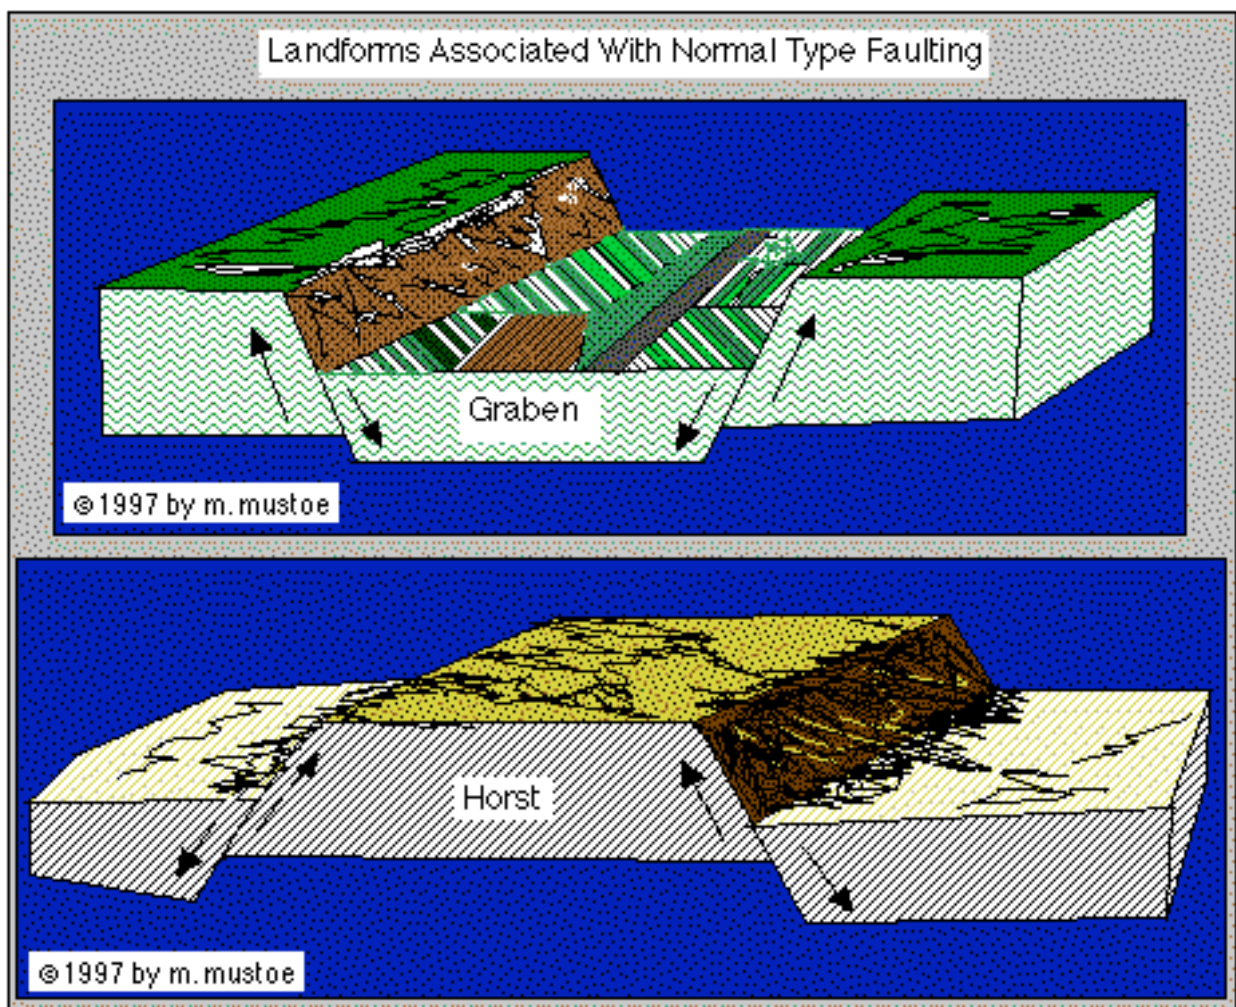 Landforms Associated With Normal Type Faulting
Graben
©1997 by m. mustoe
Horst
©1997 by m. mustoe